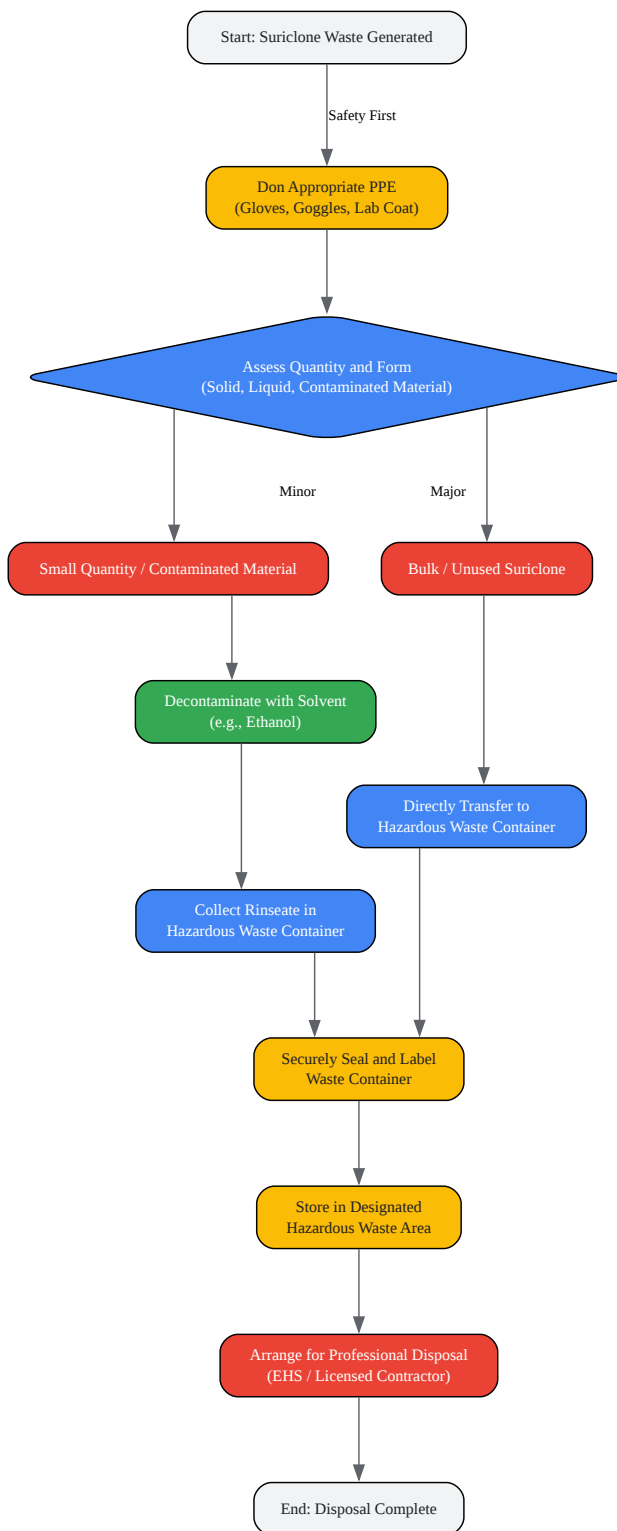 Start: Suriclone Waste Generated
Safety First
Don Appropriate PPE
(Gloves, Goggles, Lab Coat)
Assess Quantity and Form
(Solid, Liquid, Contaminated Material)
Minor
Major
Small Quantity / Contaminated Material
Bulk / Unused Suriclone
Decontaminate with Solvent
(e.g., Ethanol)
Directly Transfer to
Hazardous Waste Container
Collect Rinseate in
Hazardous Waste Container
Securely Seal and Label
Waste Container
Store in Designated
Hazardous Waste Area
Arrange for Professional Disposal
(EHS / Licensed Contractor)
End: Disposal Complete